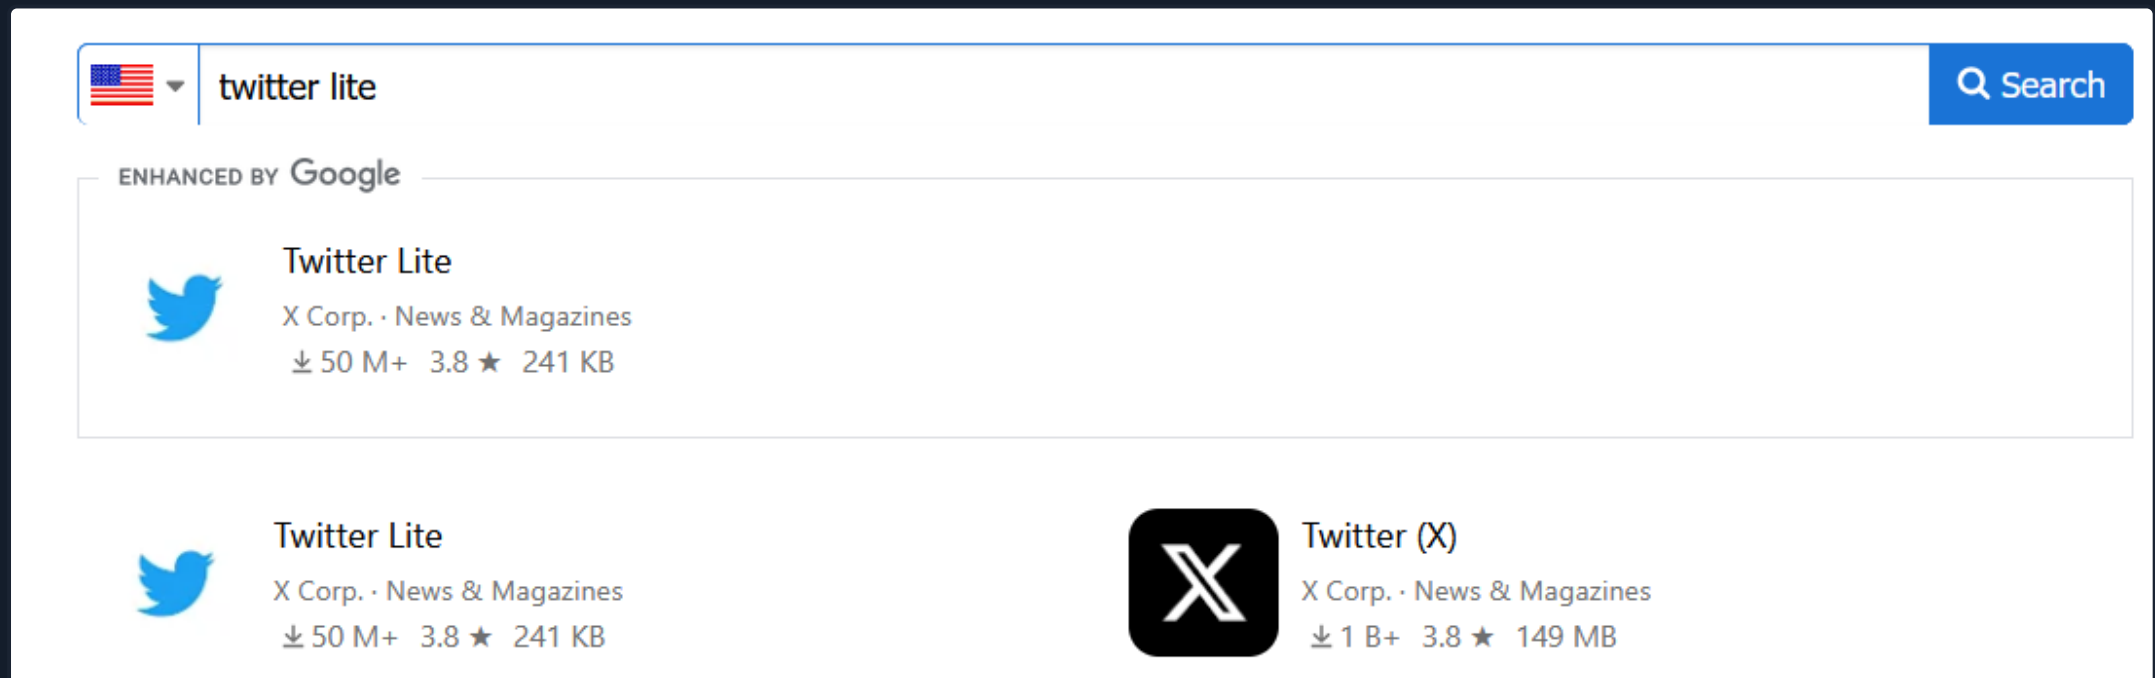 twitter lite
Search
ENHANCED BY Google
Twitter Lite
X Corp. · News & Magazines
50 M+ 3.8 ★ 241 KB
Twitter Lite
X Corp. · News & Magazines
50 M+ 3.8 ★ 241 KB
Twitter (X)
X Corp. · News & Magazines
1 B+ 3.8 ★ 149 MB